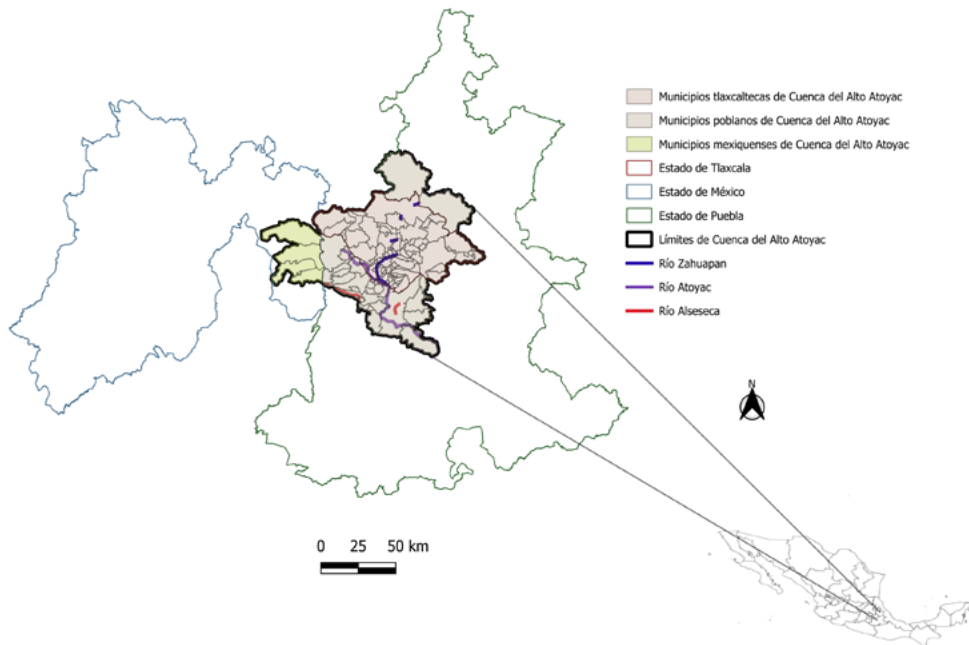 Municipios tlaxcaltecas de Cuenca del Alto Atoyac
Municipios poblanos de Cuenca del Alto Atoyac
Municipios mexiquenses de Cuenca del Alto Atoyac
Estado de Tlaxcala
Estado de México
Estado de Puebla
Límites de Cuenca del Alto Atoyac
Río Zahuapan
Río Atoyac
Río Alseseca
N
0 25 50 km